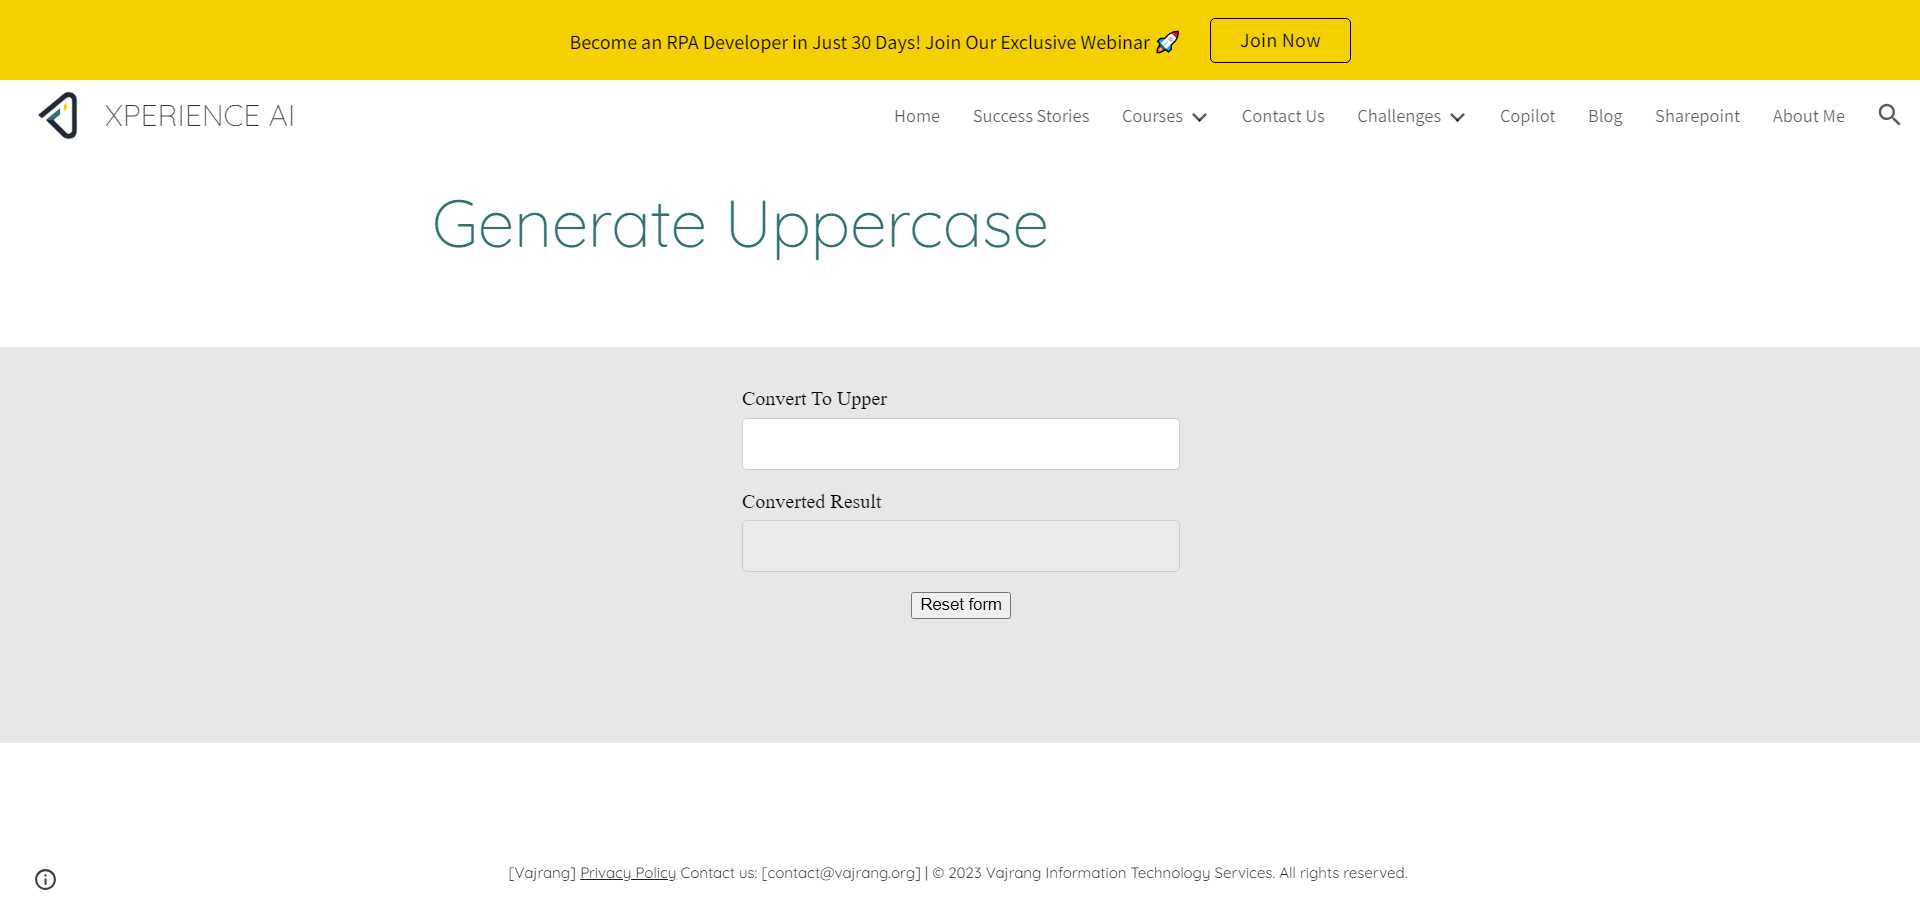 Become an RPA Developer in Just 30 Days! Join Our Exclusive Webinar 🚀 Join Now
XPERIENCE AI
Home Success Stories Courses Contact Us Challenges Copilot Blog Sharepoint About Me
Generate Uppercase
Convert To Upper
Converted Result
Reset form
[Vajrang] Privacy Policy Contact us: [contact@vajrang.org] | © 2023 Vajrang Information Technology Services. All rights reserved.